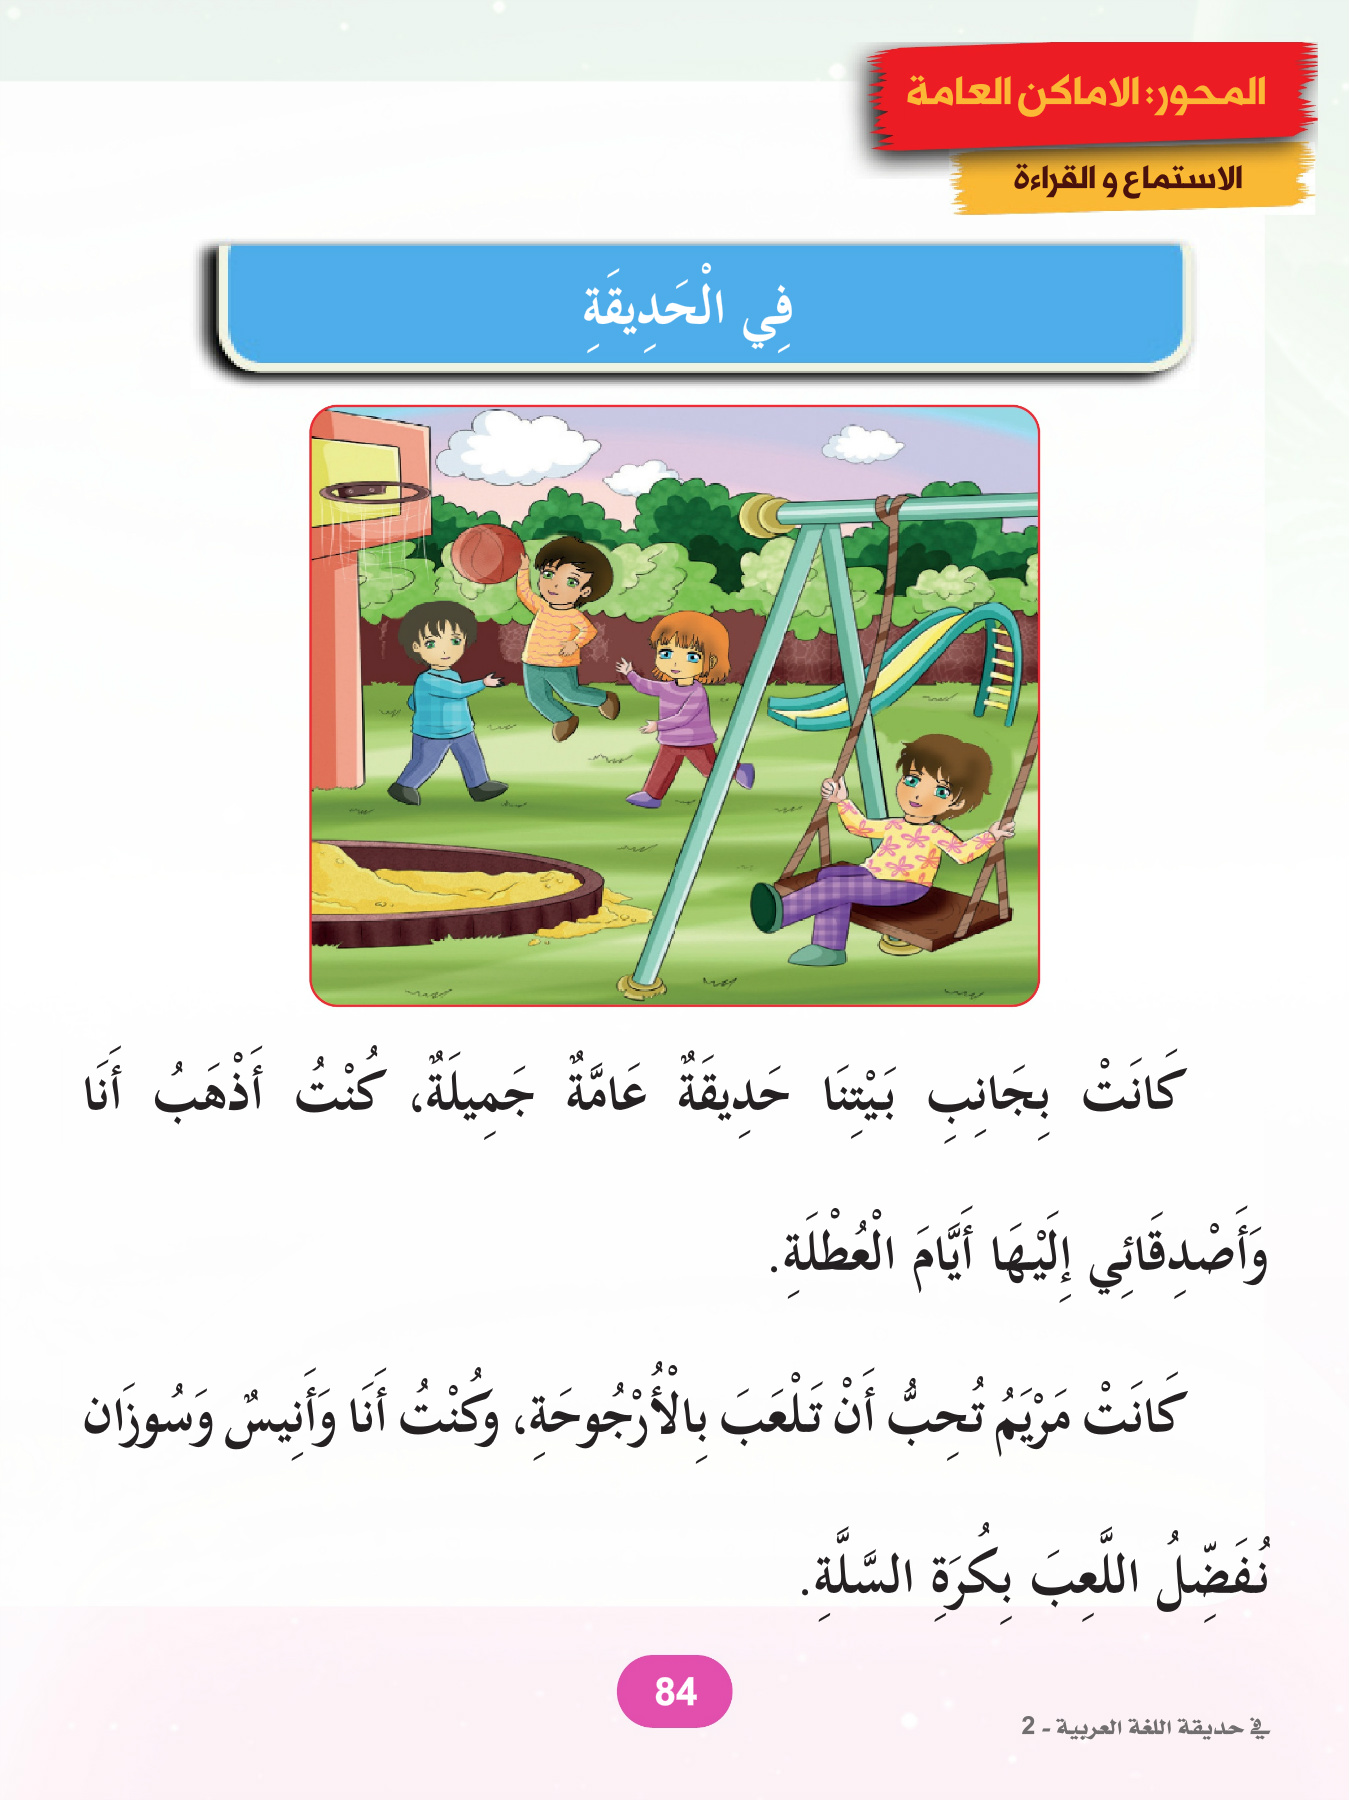 المحور: الاماكن العامة
الاستماع و القراءة
فِي الْحَدِيقَةِ
كَانَتْ بِجَانِبِ بَيْتِنَا حَدِيقَةٌ عَامَّةٌ جَمِيلَةٌ، كُنْتُ أَذْهَبُ أَنَا
وَأَصْدِقَائِي إِلَيْهَا أَيَّامَ الْعُطْلَةِ.
كَانَتْ مَرْيَمُ تُحِبُّ أَنْ تَلْعَبَ بِالْأُرْجُوحَةِ، وكُنْتُ أَنَا وَأَنِيسٌ وَسُوزَان
نُفَضِّلُ اللَّعِبَ بِكُرَةِ السَّلَّةِ.
84
في حديقة اللغة العربية - 2